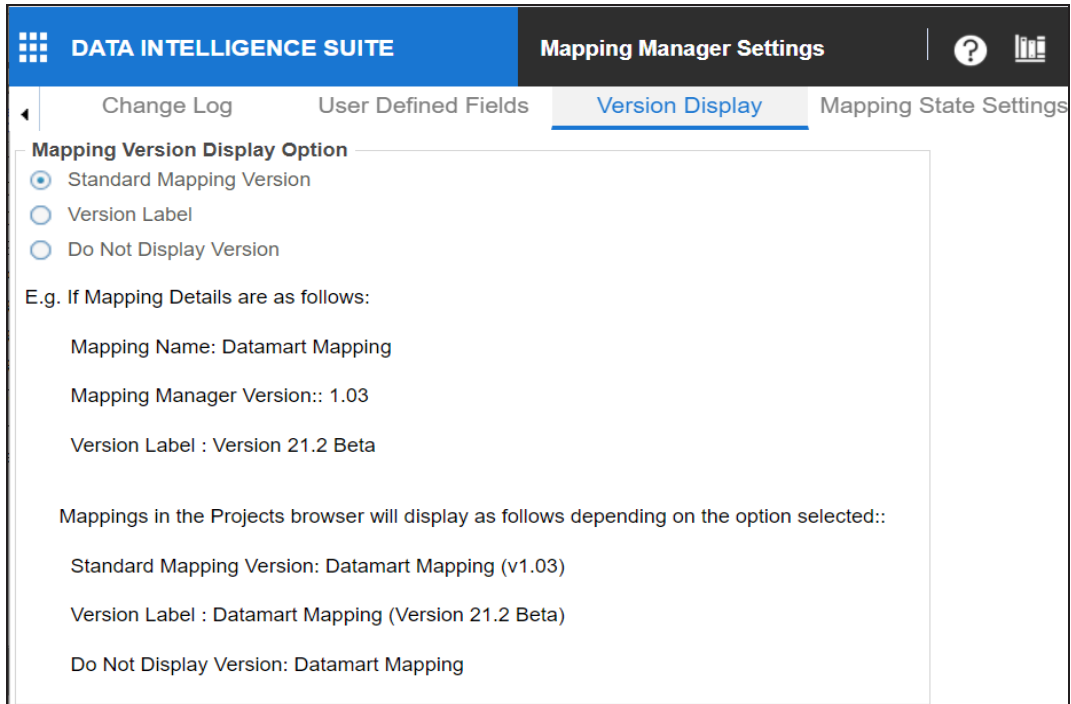 DATA INTELLIGENCE SUITE
Mapping Manager Settings
Change Log
User Defined Fields
Version Display
Mapping State Settings
Mapping Version Display Option
Standard Mapping Version
Version Label
Do Not Display Version
E.g. If Mapping Details are as follows:
Mapping Name: Datamart Mapping
Mapping Manager Version:: 1.03
Version Label : Version 21.2 Beta
Mappings in the Projects browser will display as follows depending on the option selected::
Standard Mapping Version: Datamart Mapping (v1.03)
Version Label : Datamart Mapping (Version 21.2 Beta)
Do Not Display Version: Datamart Mapping